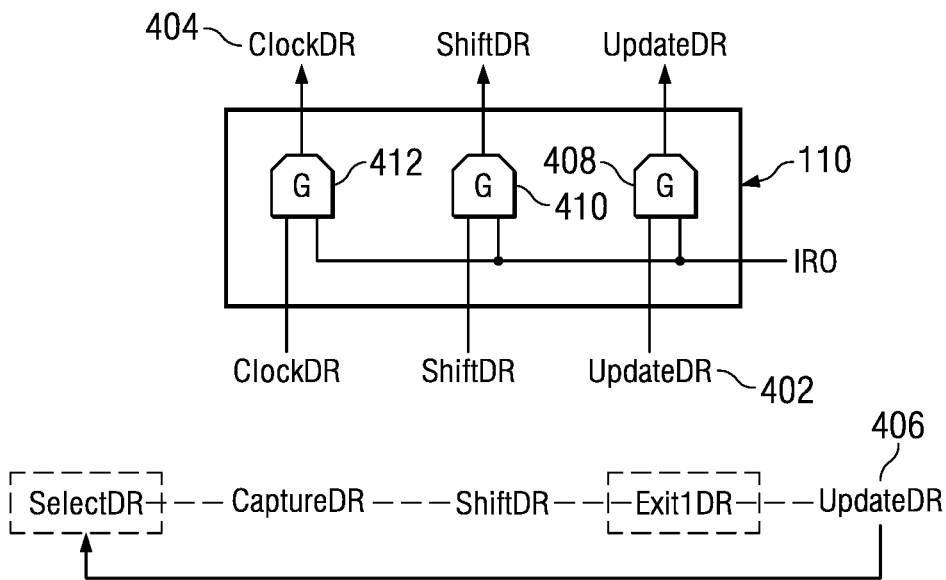 404 ClockDR ShiftDR UpdateDR
G 412 G 410 408 G 110
IRO
ClockDR ShiftDR UpdateDR 402
406
SelectDR CaptureDR ShiftDR Exit1DR UpdateDR